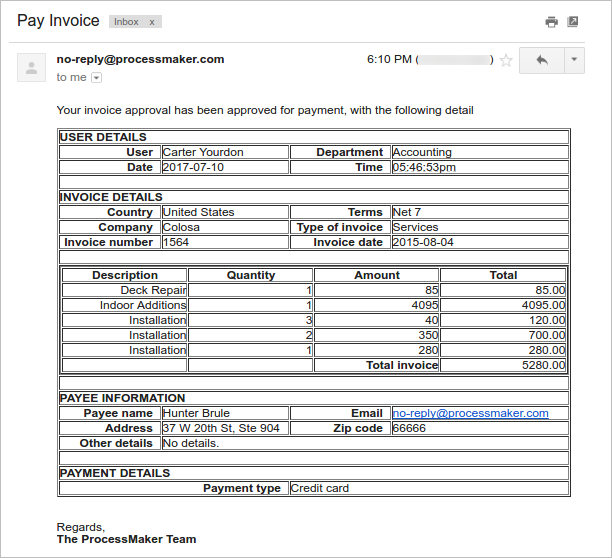 Pay Invoice Inbox x
no-reply@processmaker.com 6:10 PM ( )
to me
Your invoice approval has been approved for payment, with the following detail
USER DETAILS
User Carter Yourdon Department Accounting
Date 2017-07-10 Time 05:46:53pm
INVOICE DETAILS
Country United States Terms Net 7
Company Colosa Type of invoice Services
Invoice number 1564 Invoice date 2015-08-04
Description Quantity Amount Total
Deck Repair 1 85 85.00
Indoor Additions 1 4095 4095.00
Installation 3 40 120.00
Installation 2 350 700.00
Installation 1 280 280.00
Total invoice 5280.00
PAYEE INFORMATION
Payee name Hunter Brule Email no-reply@processmaker.com
Address 37 W 20th St, Ste 904 Zip code 66666
Other details No details.
PAYMENT DETAILS
Payment type Credit card
Regards,
The ProcessMaker Team